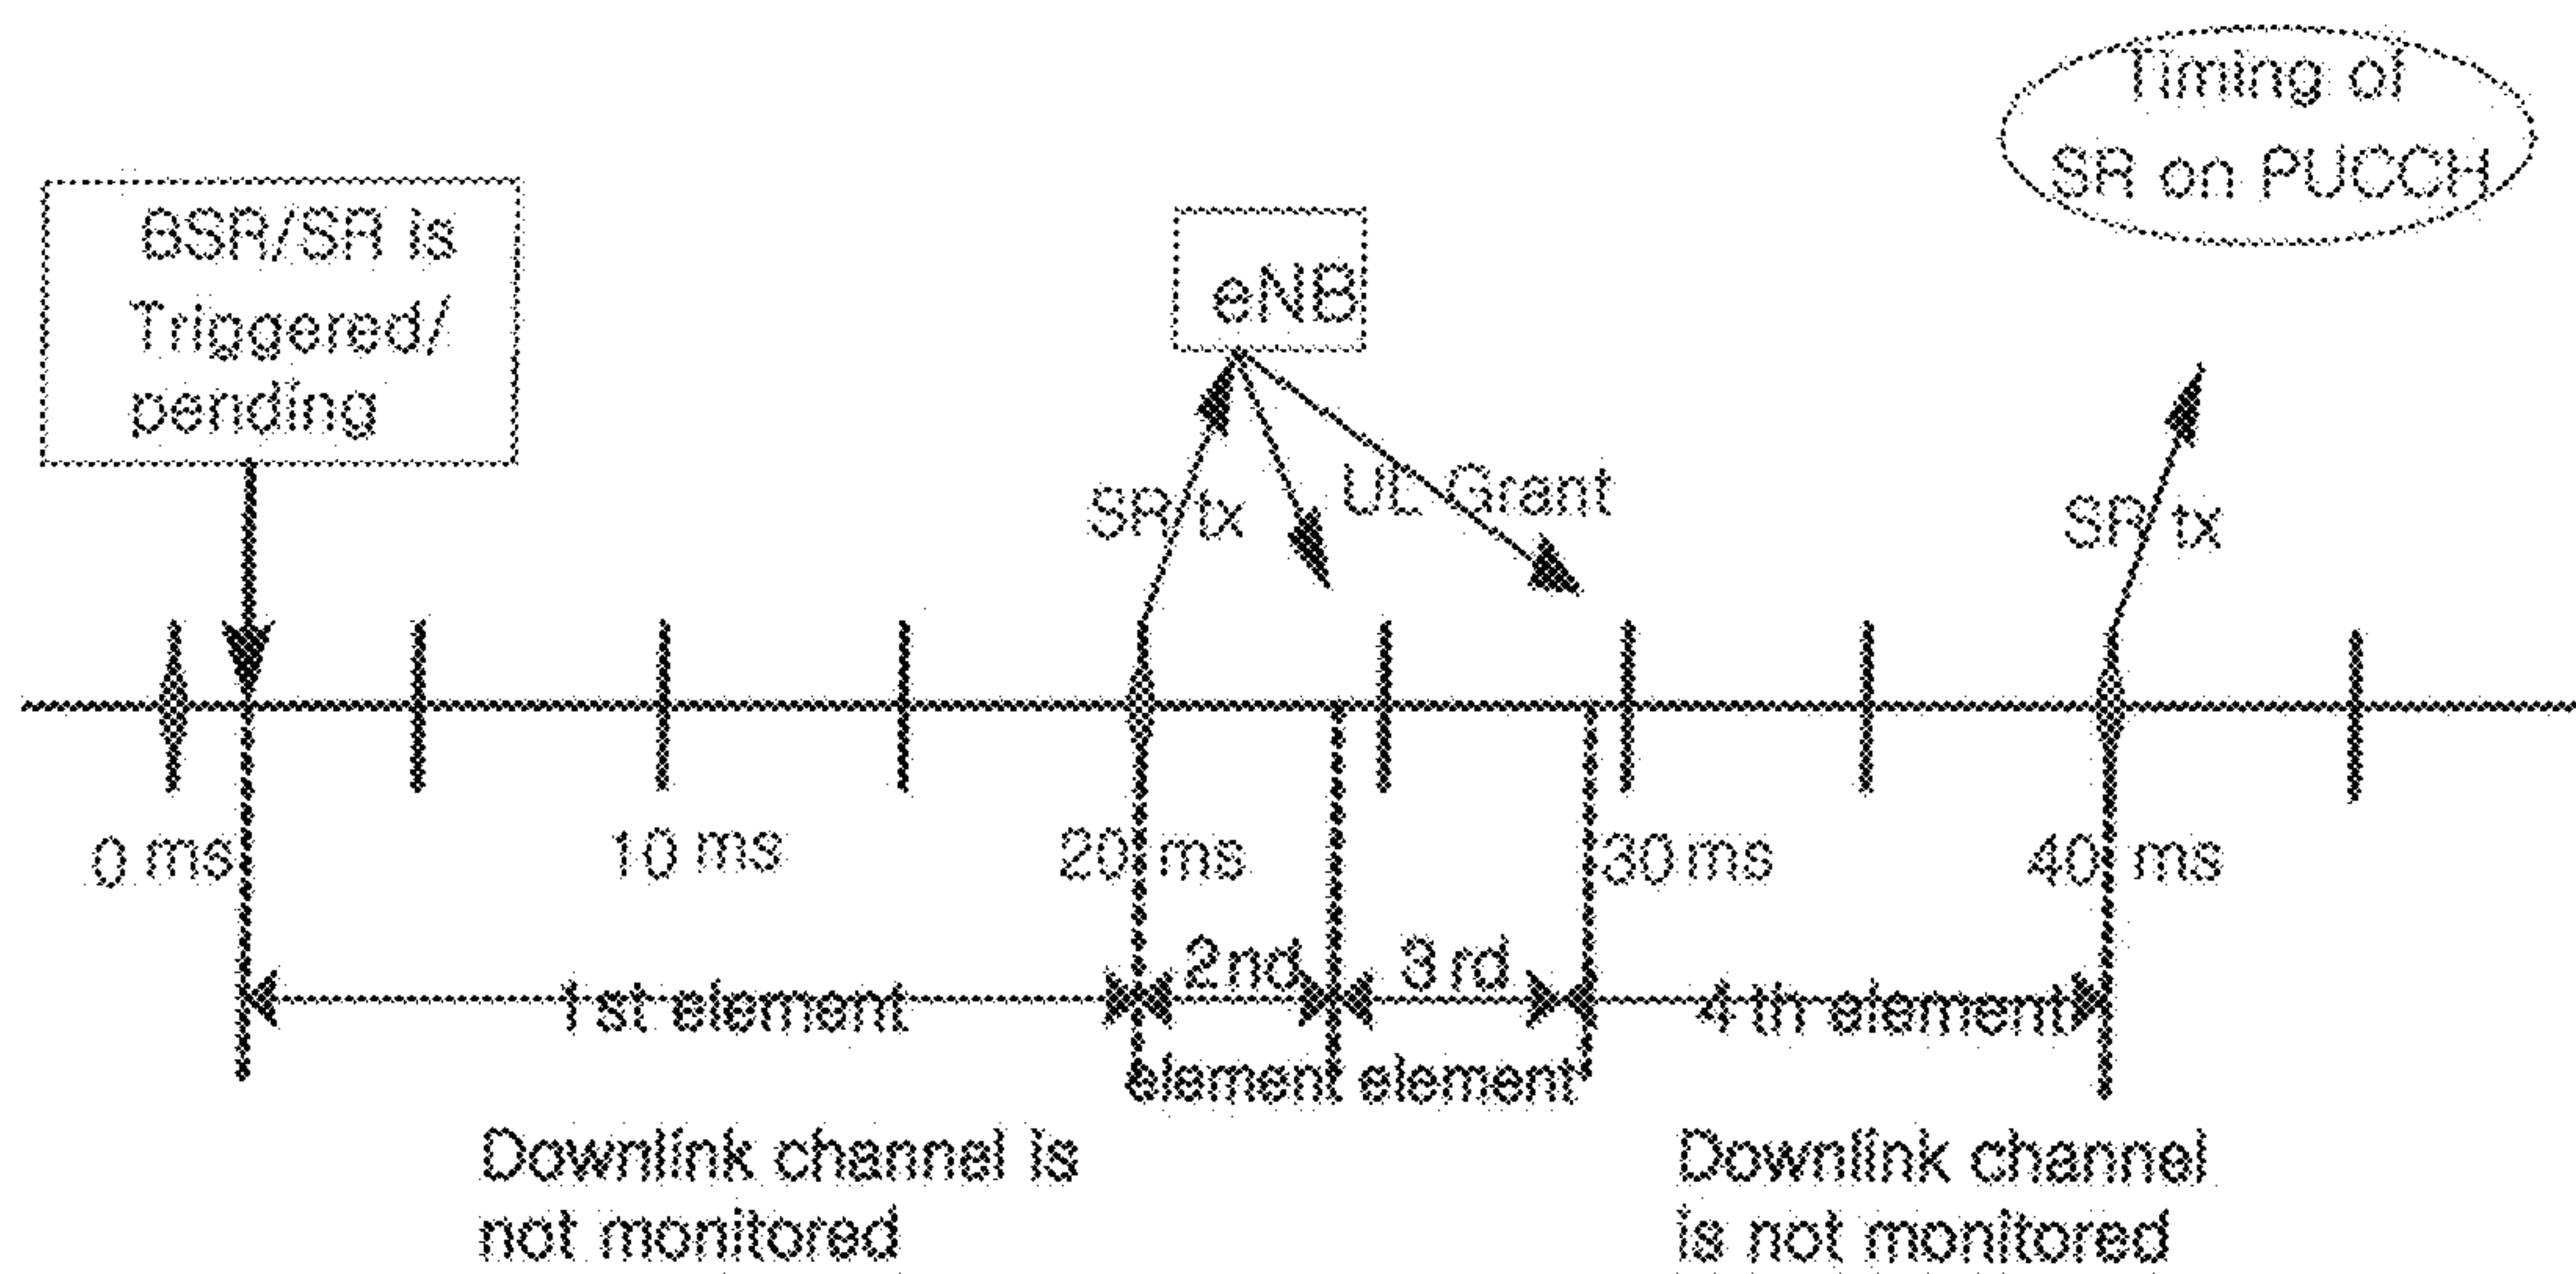 Timing of
SR on PUCCH
BSR/SR is
Triggered/
pending
eNB
SR tx
UL Grant
SR tx
0 ms
10 ms
20 ms
30 ms
40 ms
1 st element
2nd
element
3rd
element
4 th element
Downlink channel is
not monitored
Downlink channel
is not monitored